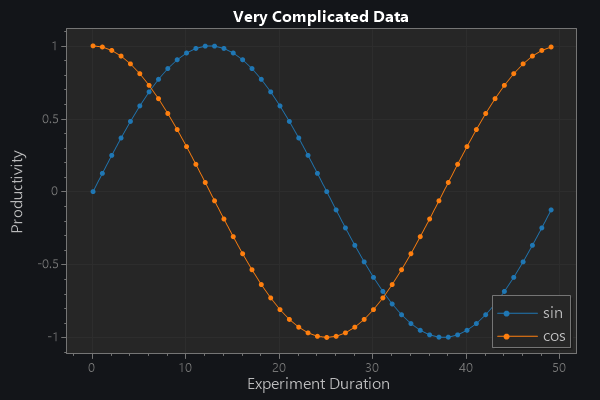 Very Complicated Data
Productivity
1
0.5
0
-0.5
-1
0 10 20 30 40 50
Experiment Duration
sin
cos